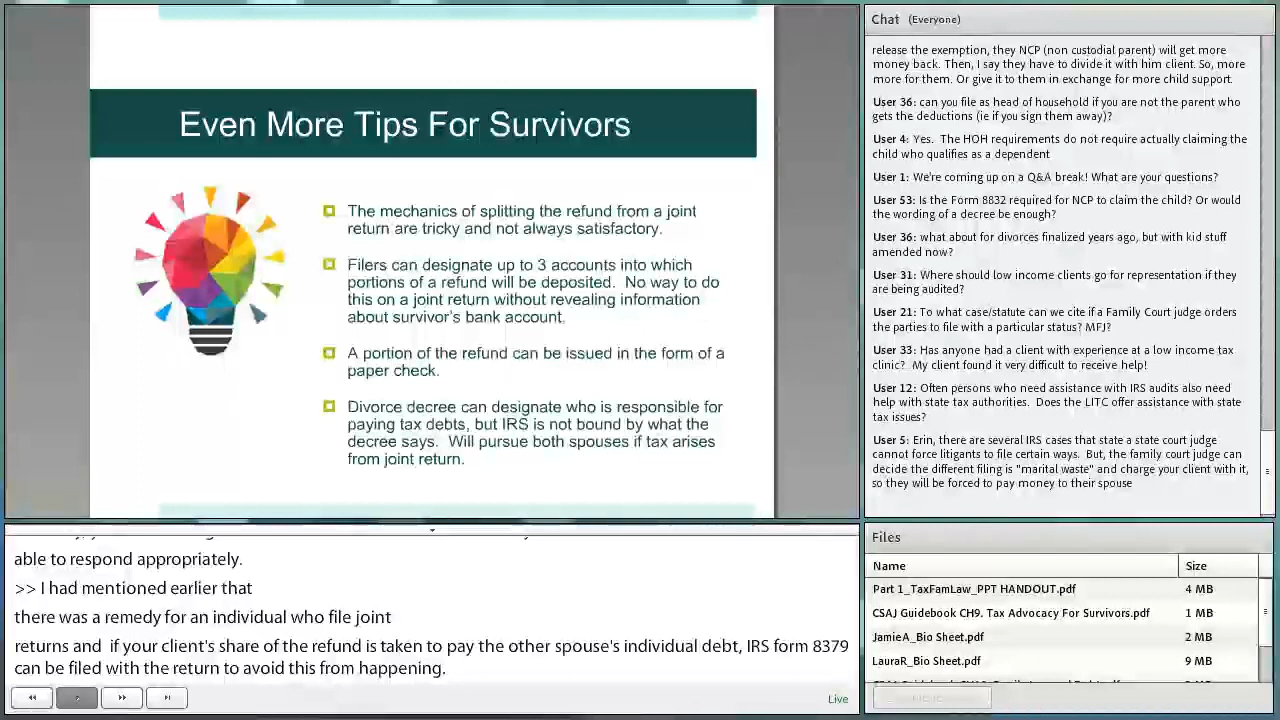 Even More Tips For Survivors
The mechanics of splitting the refund from a joint
return are tricky and not always satisfactory.
Filers can designate up to 3 accounts into which
portions of a refund will be deposited. No way to do
this on a joint return without revealing information
about survivor's bank account.
A portion of the refund can be issued in the form of a
paper check.
Divorce decree can designate who is responsible for
paying tax debts, but IRS is not bound by what the
decree says. Will pursue both spouses if tax arises
from joint return.
able to respond appropriately.
>> I had mentioned earlier that
there was a remedy for an individual who file joint
returns and if your client's share of the refund is taken to pay the other spouse's individual debt, IRS form 8379
can be filed with the return to avoid this from happening.
Live
Chat (Everyone)
release the exemption, they NCP (non custodial parent) will get more
money back. Then, I say they have to divide it with him client. So, more
more for them. Or give it to them in exchange for more child support.
User 36: can you file as head of household if you are not the parent who
gets the deductions (ie if you sign them away)?
User 4: Yes. The HOH requirements do not require actually claiming the
child who qualifies as a dependent
User 1: We're coming up on a Q&A break! What are your questions?
User 53: Is the Form 8832 required for NCP to claim the child? Or would
the wording of a decree be enough?
User 36: what about for divorces finalized years ago, but with kid stuff
amended now?
User 31: Where should low income clients go for representation if they
are being audited?
User 21: To what case/statute can we cite if a Family Court judge orders
the parties to file with a particular status? MFJ?
User 33: Has anyone had a client with experience at a low income tax
clinic? My client found it very difficult to receive help!
User 12: Often persons who need assistance with IRS audits also need
help with state tax authorities. Does the LITC offer assistance with state
tax issues?
User 5: Erin, there are several IRS cases that state a state court judge
cannot force litigants to file certain ways. But, the family court judge can
decide the different filing is "marital waste" and charge your client with it,
so they will be forced to pay money to their spouse
Files
Name Size
Part 1_TaxFamLaw_PPT HANDOUT.pdf 4 MB
CSAJ Guidebook CH9. Tax Advocacy For Survivors.pdf 1 MB
JamieA_Bio Sheet.pdf 2 MB
LauraR_Bio Sheet.pdf 9 MB